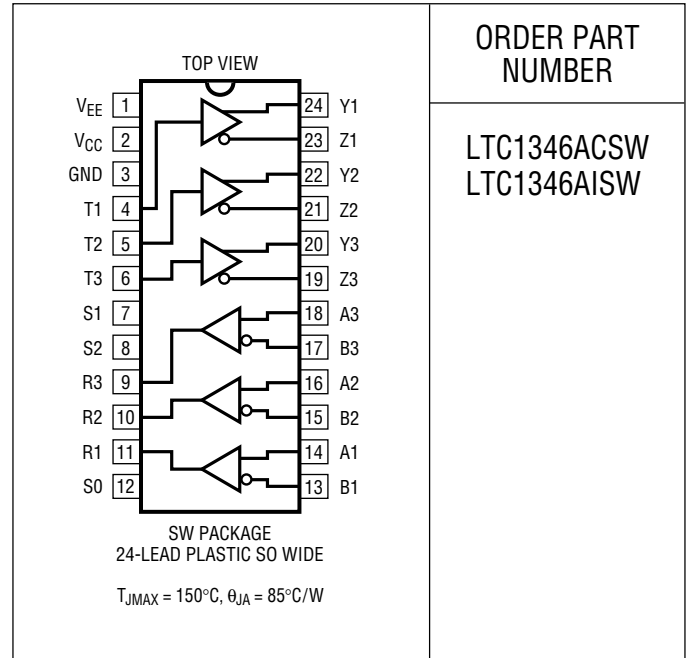 TOP VIEW
VEE 1
VCC 2
GND 3
T1 4
T2 5
T3 6
S1 7
S2 8
R3 9
R2 10
R1 11
S0 12
24 Y1
23 Z1
22 Y2
21 Z2
20 Y3
19 Z3
18 A3
17 B3
16 A2
15 B2
14 A1
13 B1
SW PACKAGE
24-LEAD PLASTIC SO WIDE
TJMAX = 150°C, θJA = 85°C/W
ORDER PART
NUMBER
LTC1346ACSW
LTC1346AISW